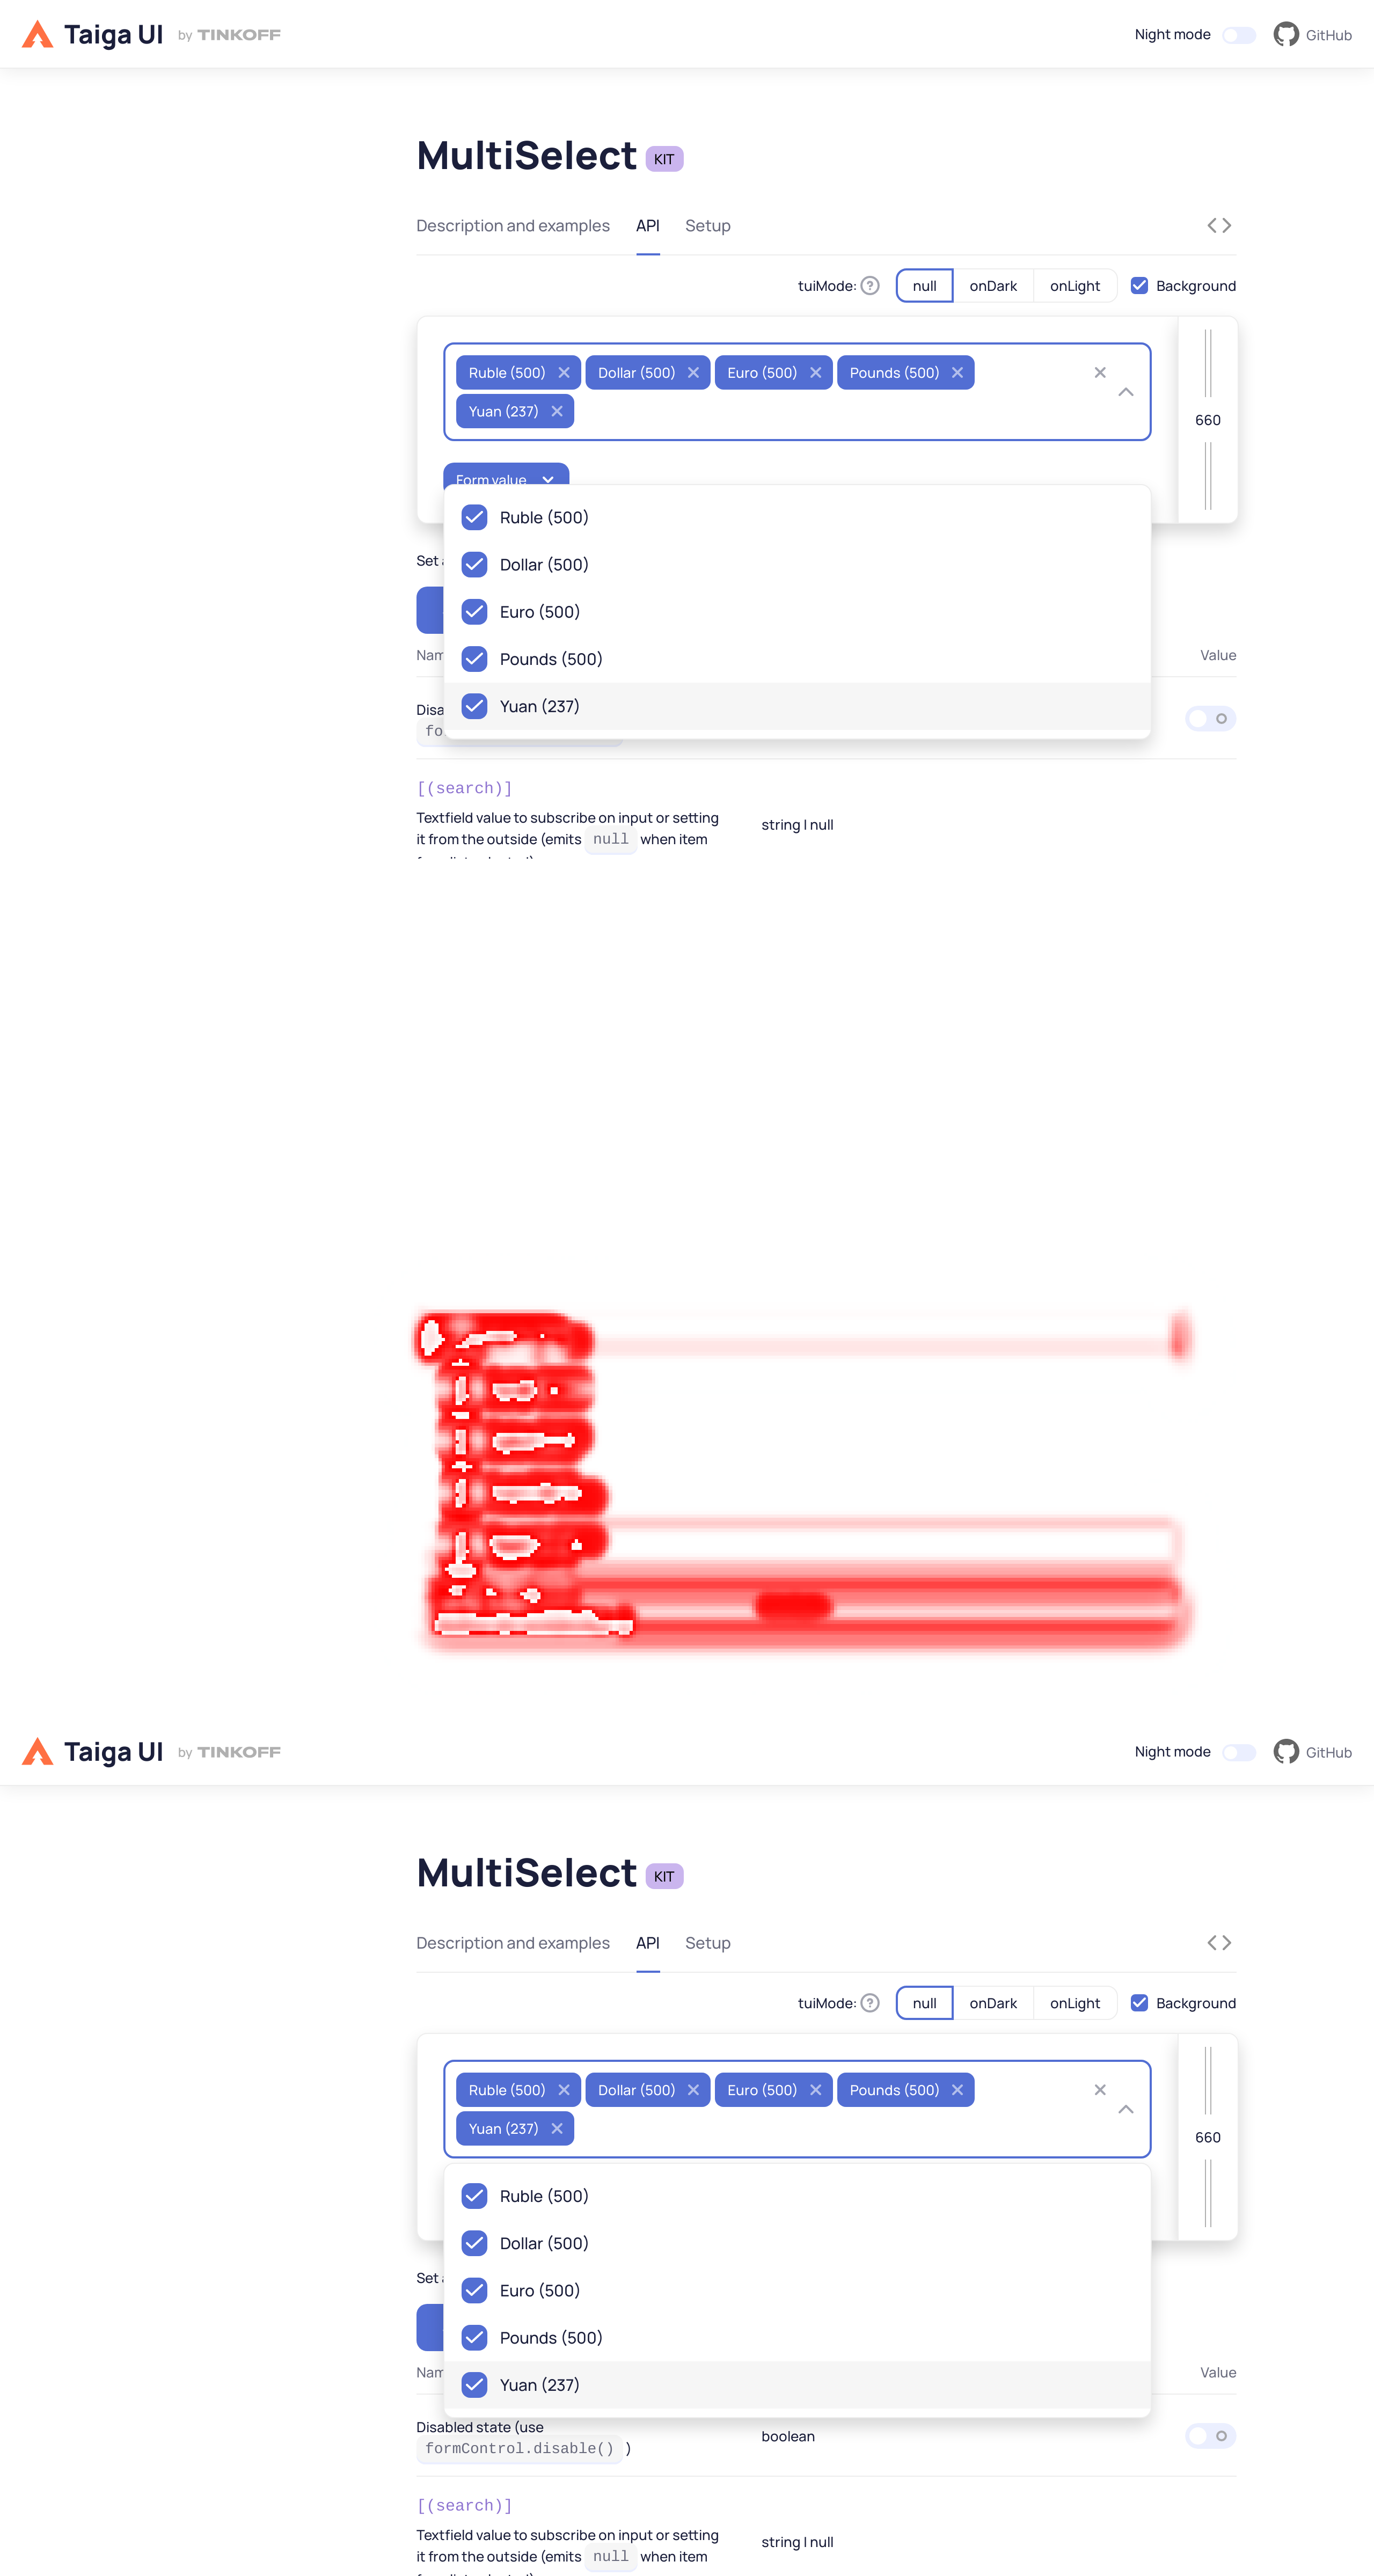 Taiga UI by TINKOFF Night mode GitHub
MultiSelect KIT
Description and examples API Setup
tuiMode: ? null onDark onLight Background
Ruble (500) Dollar (500) Euro (500) Pounds (500)
Yuan (237)
660
Form value
Ruble (500)
Set
Dollar (500)
Euro (500)
Pounds (500)
Nam Value
Yuan (237)
Disa
fo
[(search)]
Textfield value to subscribe on input or setting
string | null
it from the outside (emits null when item
Taiga UI by TINKOFF Night mode GitHub
MultiSelect KIT
Description and examples API Setup
tuiMode: ? null onDark onLight Background
Ruble (500) Dollar (500) Euro (500) Pounds (500)
Yuan (237)
660
Ruble (500)
Dollar (500)
Set
Euro (500)
Pounds (500)
Nam Value
Yuan (237)
Disabled state (use
boolean
formControl.disable() )
[(search)]
Textfield value to subscribe on input or setting
string | null
it from the outside (emits null when item